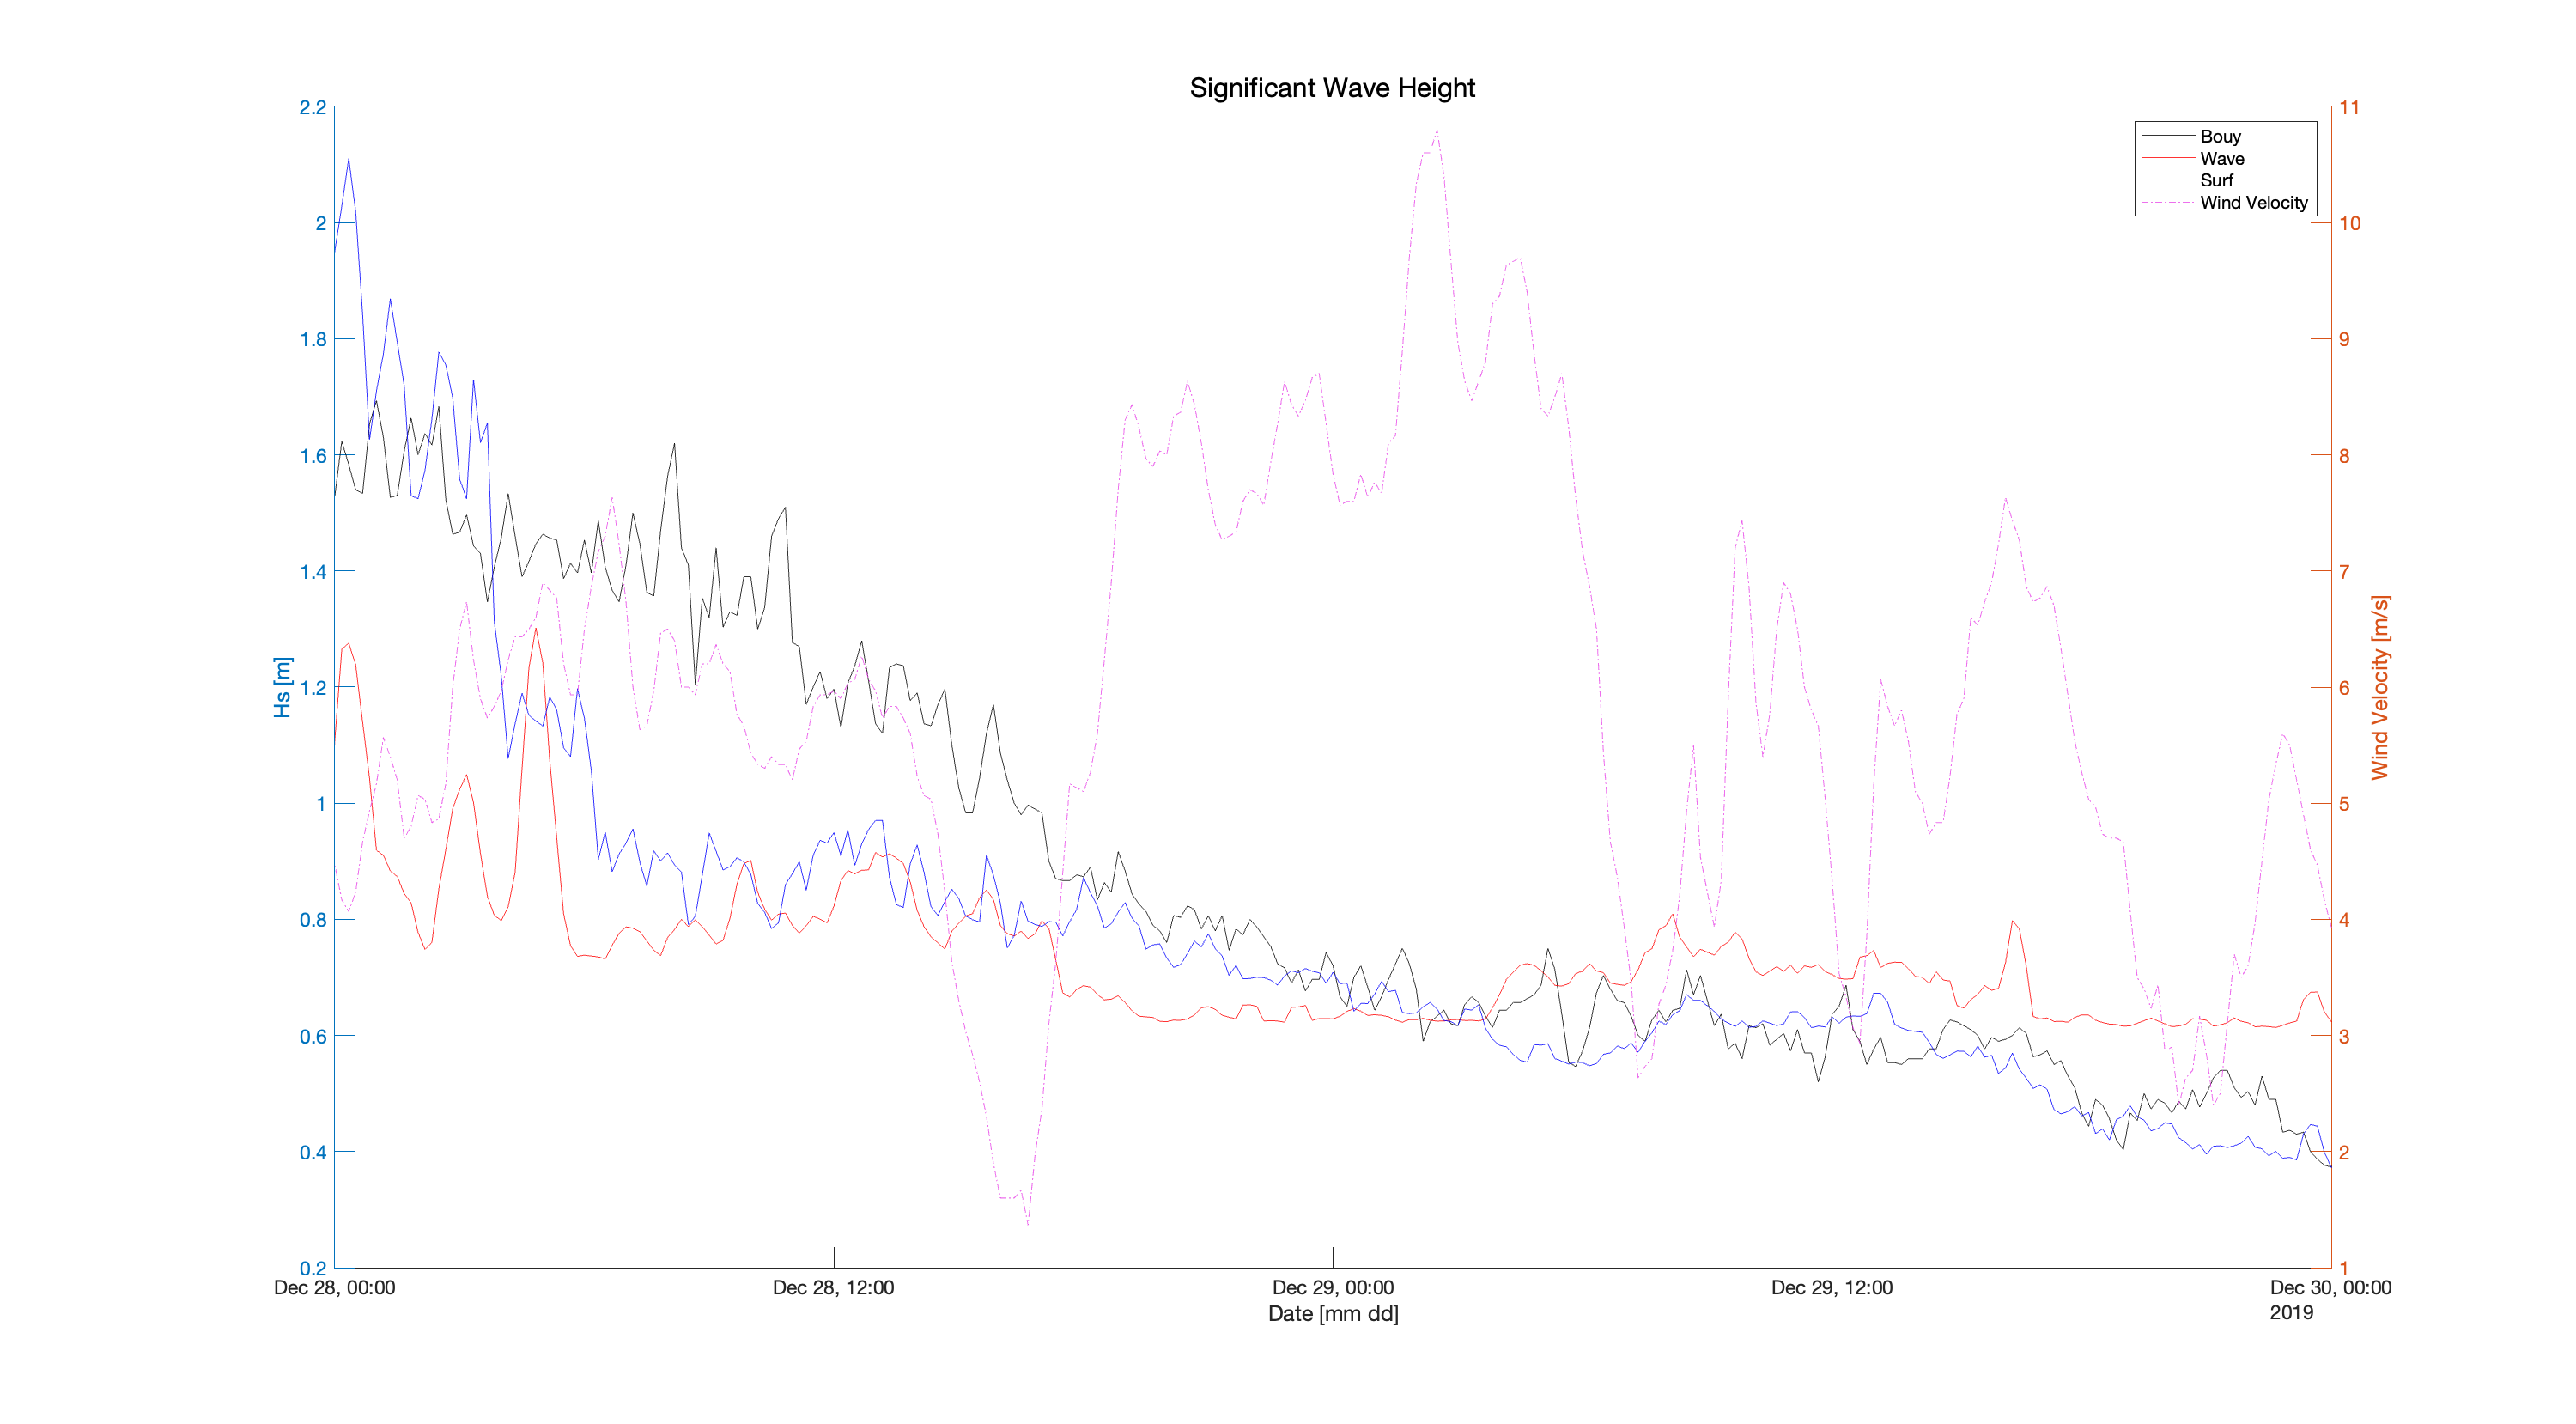 Significant Wave Height
2.2
2
1.8
1.6
1.4
1.2
1
0.8
0.6
0.4
0.2
Hs [m]
11
10
9
8
7
6
5
4
3
2
1
Wind Velocity [m/s]
Bouy
Wave
Surf
Wind Velocity
Dec 28, 00:00
Dec 28, 12:00
Dec 29, 00:00
Dec 29, 12:00
Dec 30, 00:00
Date [mm dd]
2019